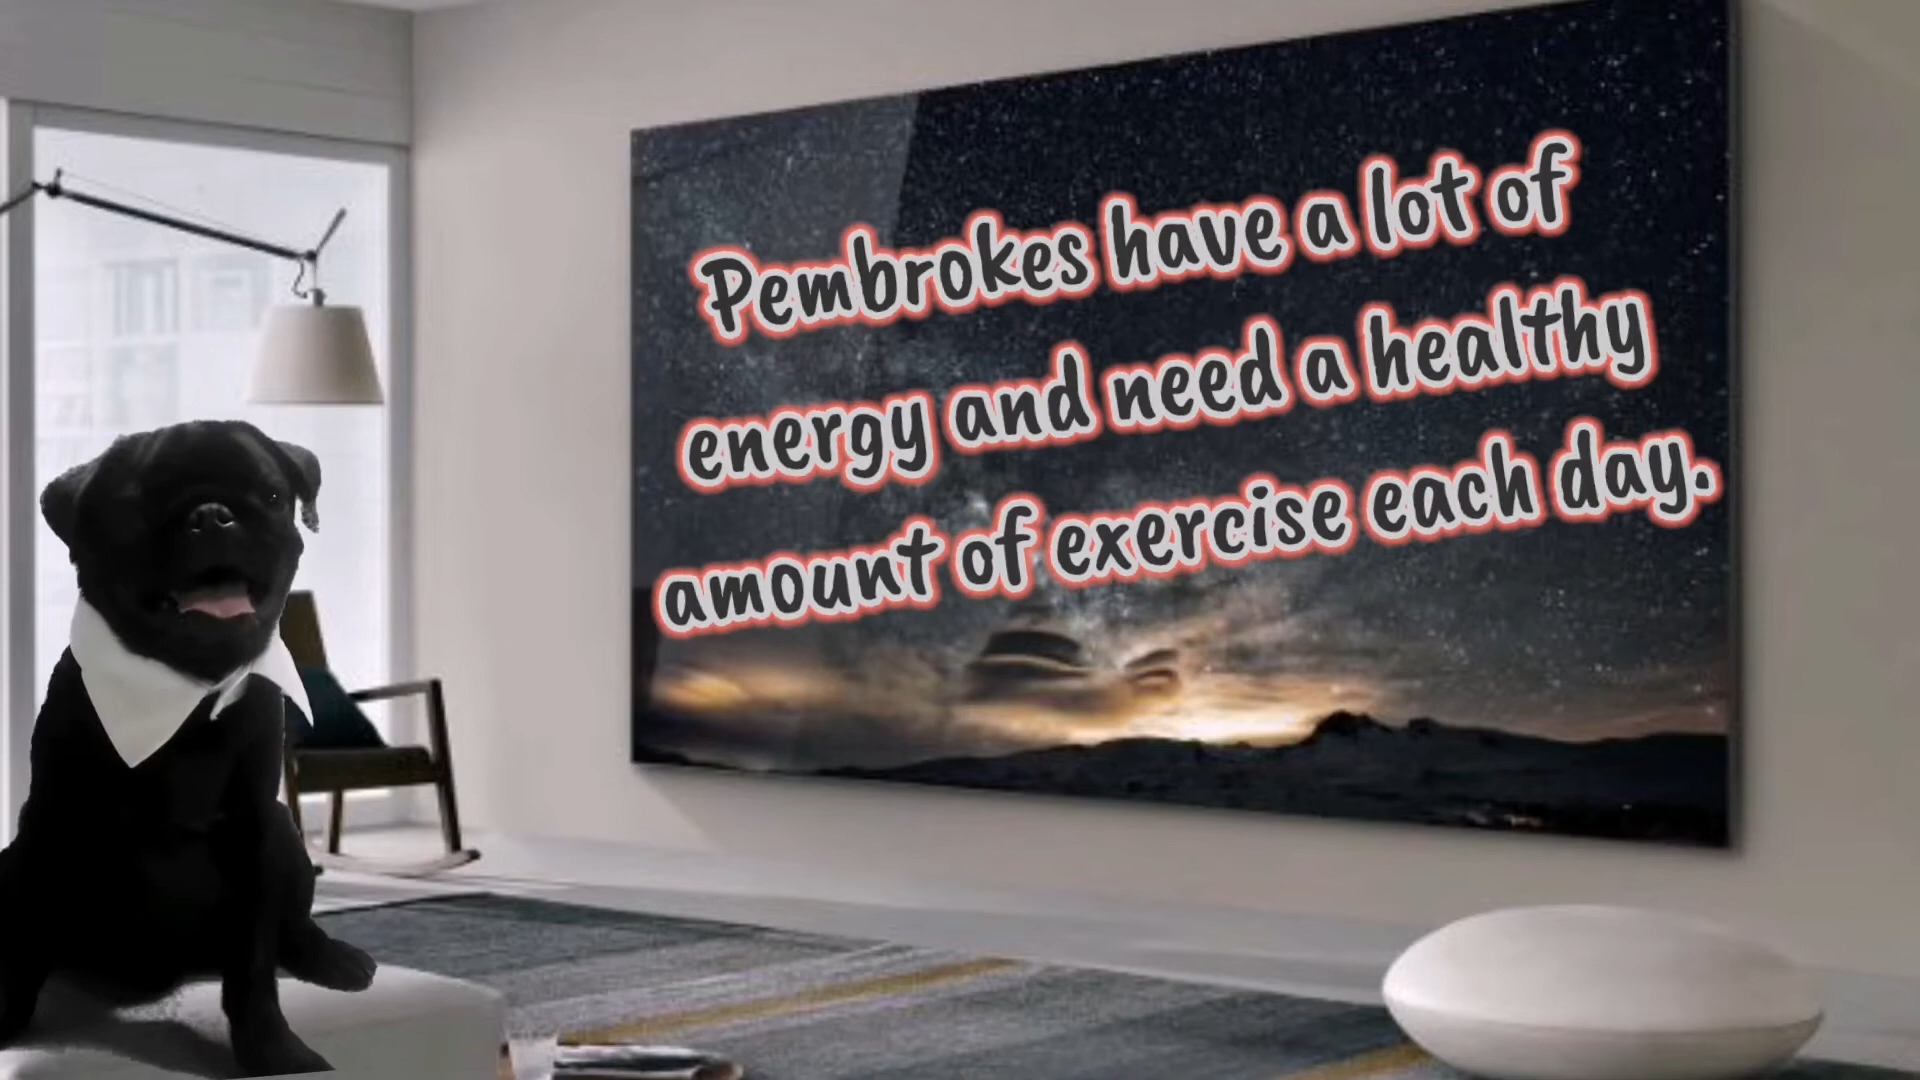 Pembrokes have a lot of
energy and need a healthy
amount of exercise each day.